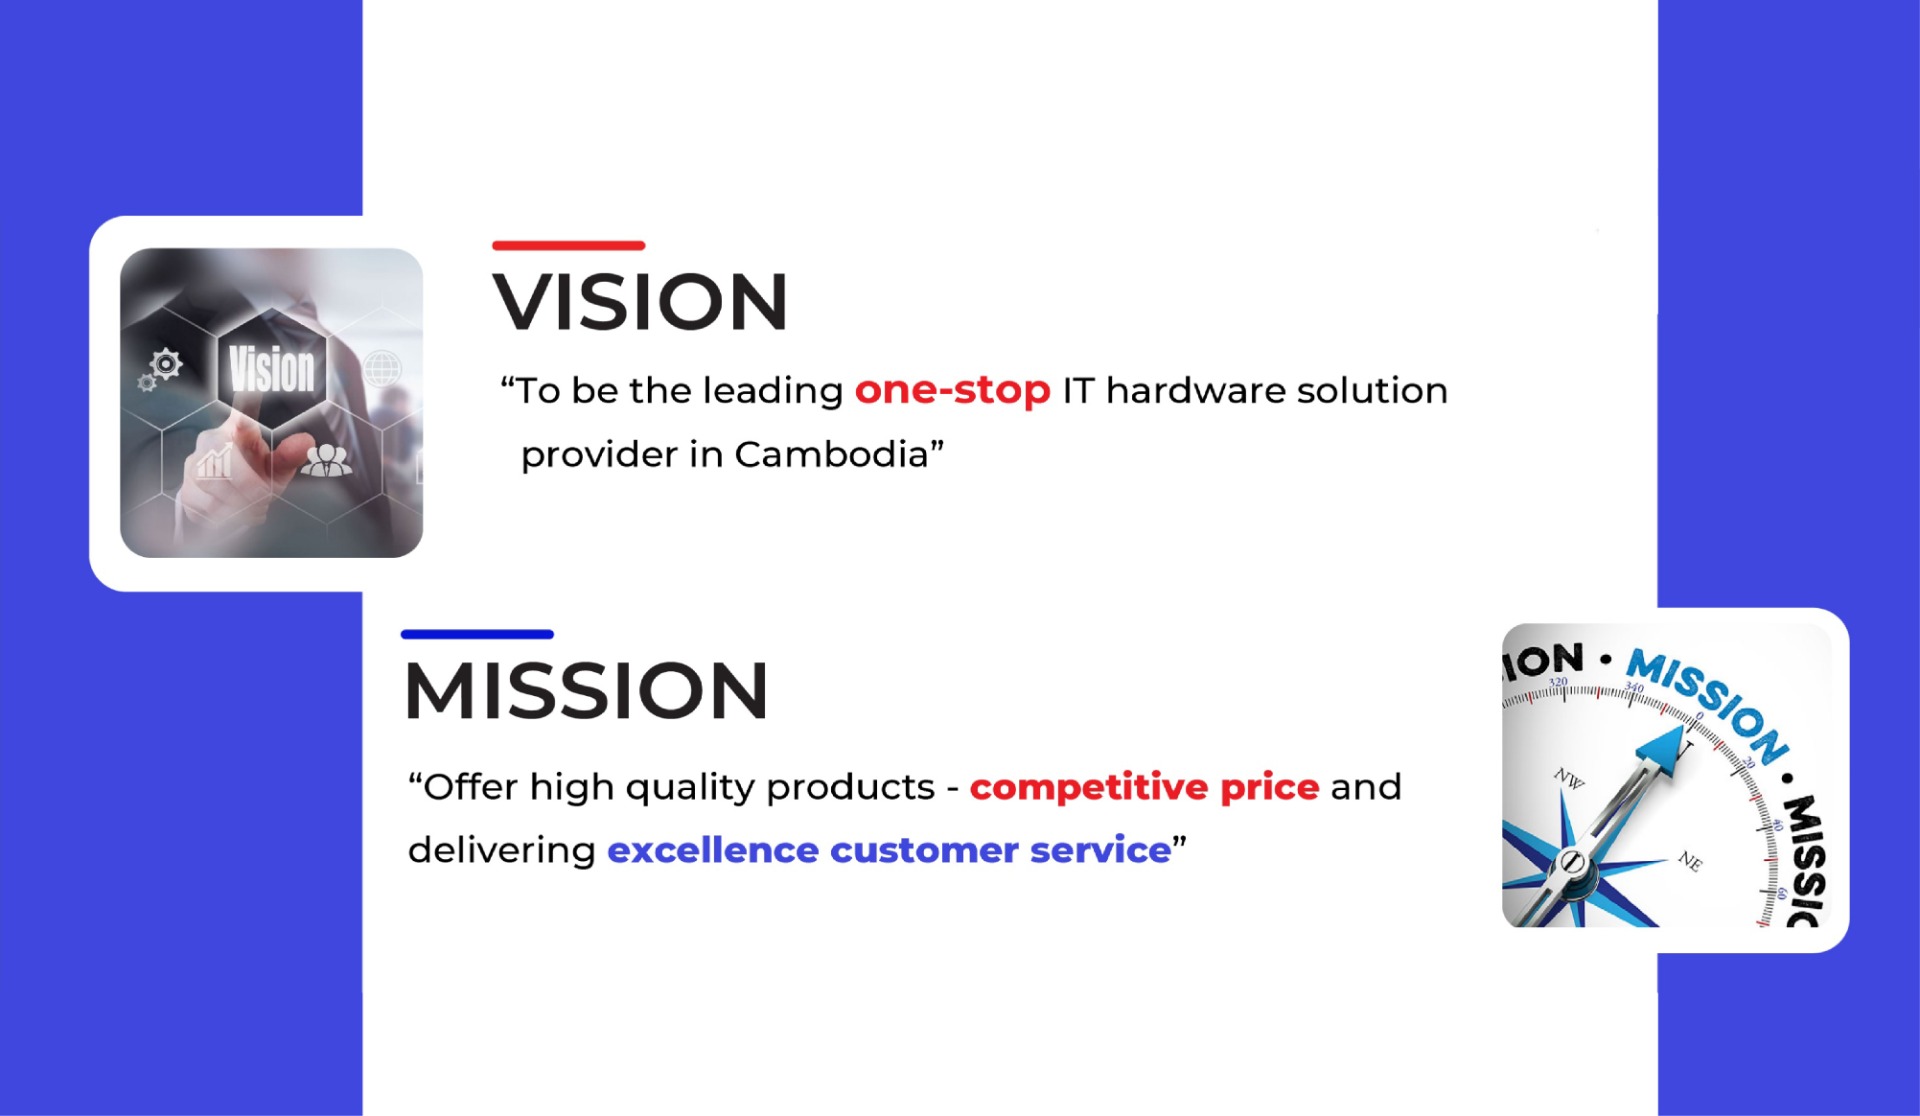 VISION
Vision
“To be the leading one-stop IT hardware solution
provider in Cambodia”
MISSION
“Offer high quality products - competitive price and
delivering excellence customer service”
ION • MISSION • MISSIO
320
340
0
20
40
60
NW
NE